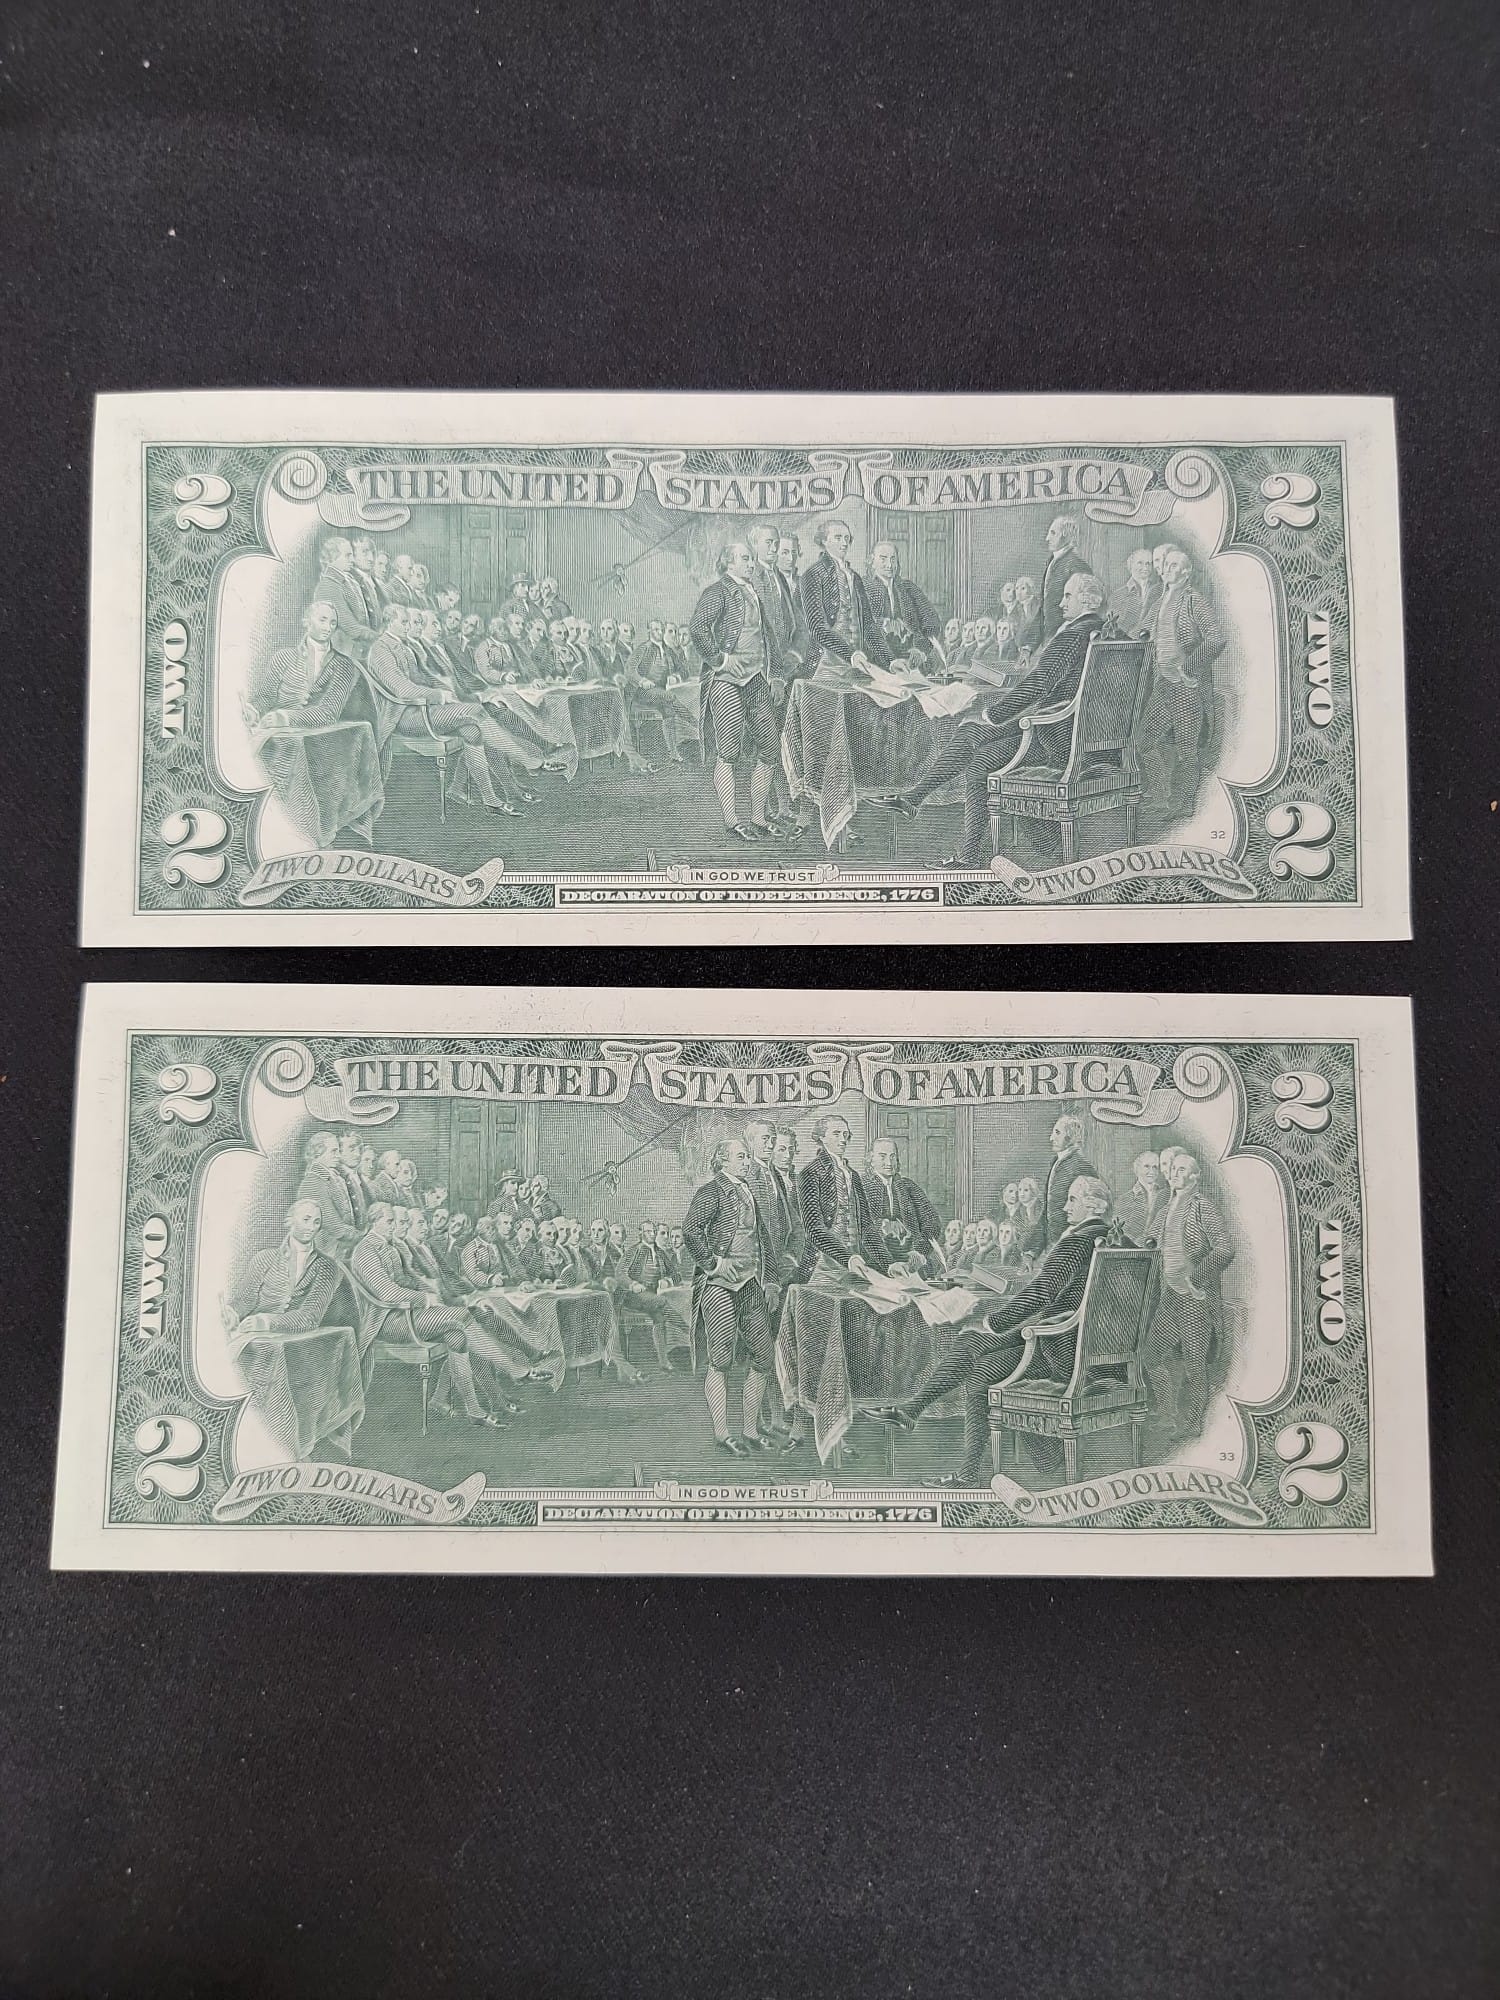 THE UNITED STATES OF AMERICA
2 2
TWO TWO
2 2
32
TWO DOLLARS IN GOD WE TRUST TWO DOLLARS
DECLARATION OF INDEPENDENCE, 1776
THE UNITED STATES OF AMERICA
2 2
TWO TWO
2 2
33
TWO DOLLARS IN GOD WE TRUST TWO DOLLARS
DECLARATION OF INDEPENDENCE, 1776